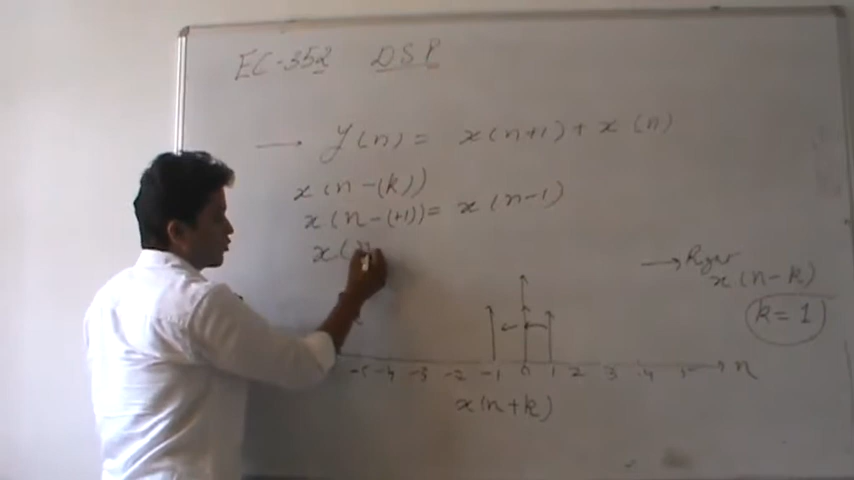 EC-352 DSP
→ y(n) = x(n+1) + x(n)
x(n-(k))
x(n-(+1)) = x(n-1)
x(n
→ Right
x(n-k)
k=1
-5 -4 -3 -2 -1 0 1 2 3 4 5 → n
x(n+k)